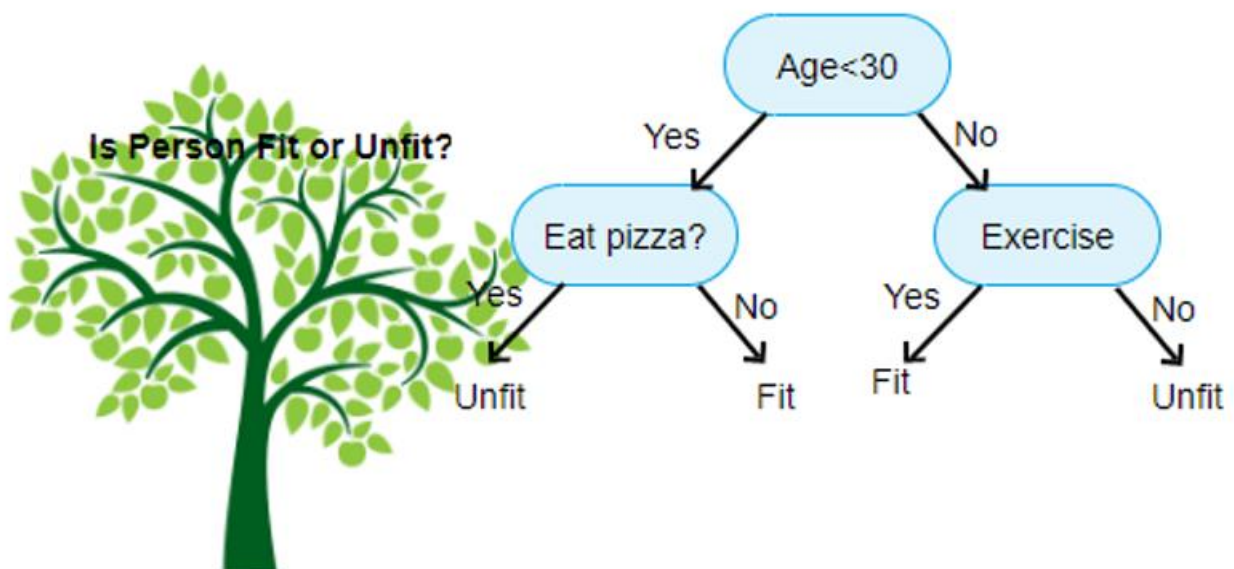 Age<30
Is Person Fit or Unfit?
Yes
No
Eat pizza?
Exercise
Yes
No
Yes
No
Unfit
Fit
Fit
Unfit